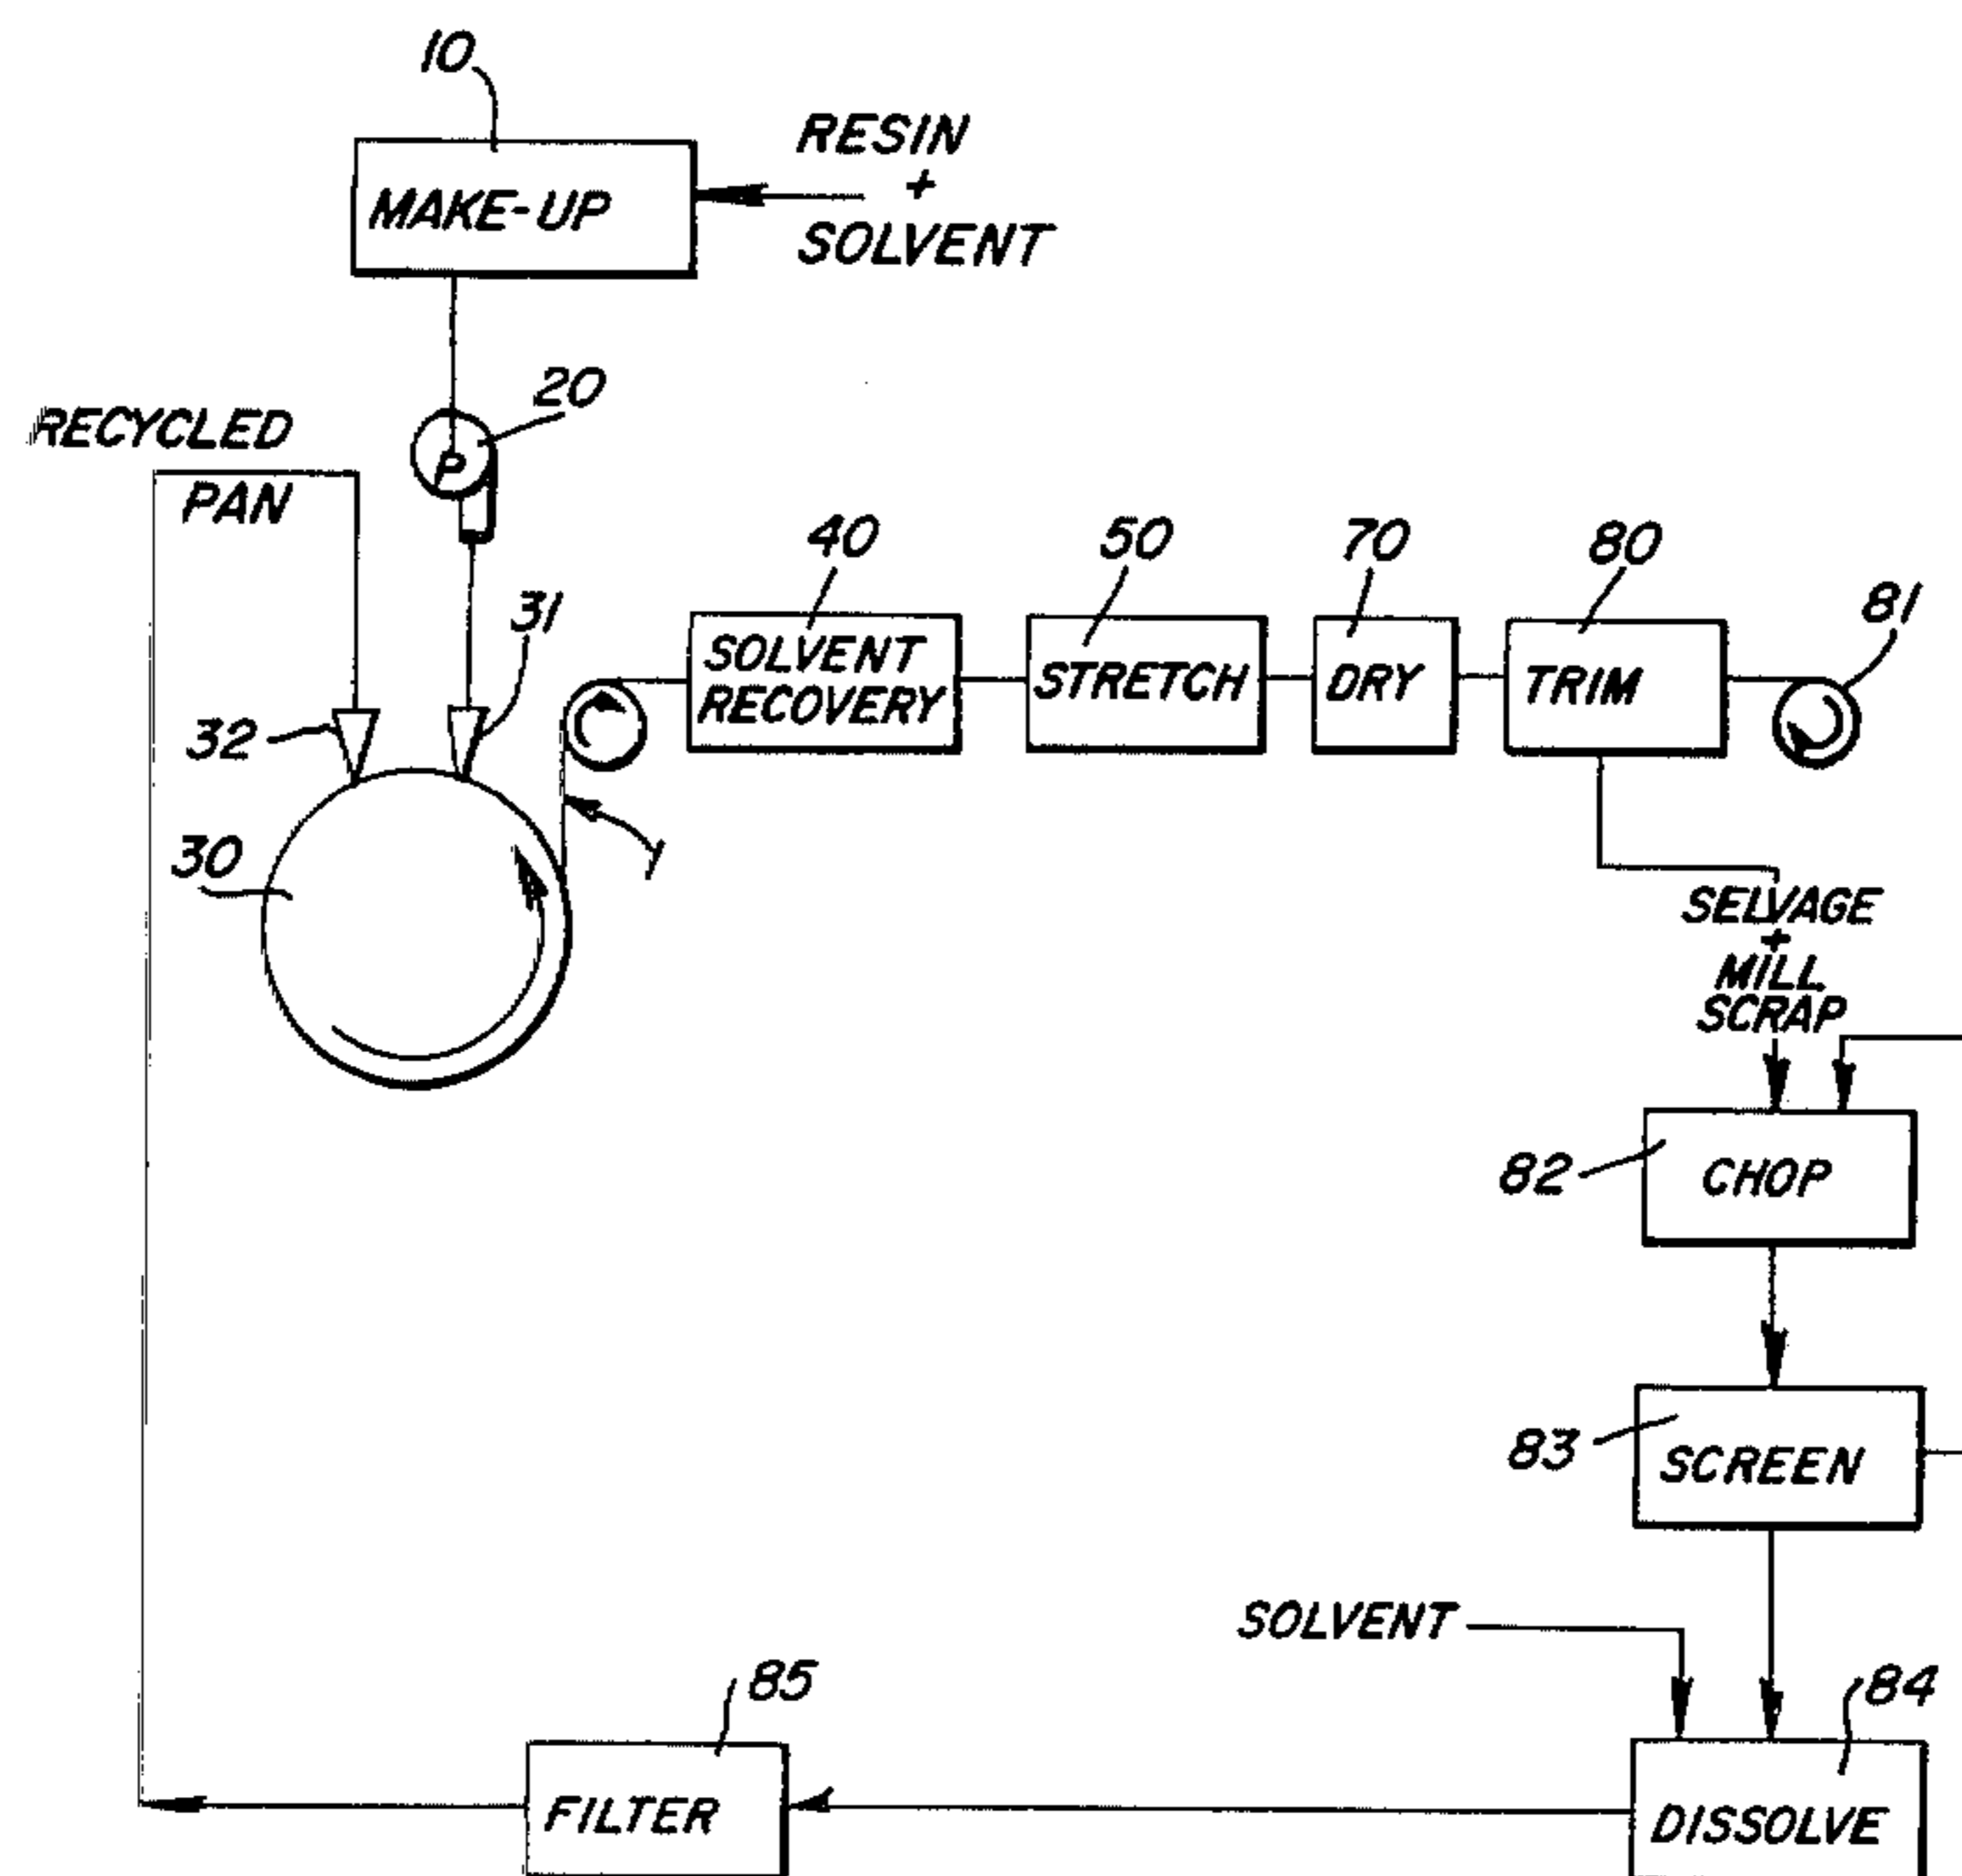 10
RESIN
+
SOLVENT
MAKE-UP
20
RECYCLED
PAN
P
40
50
70
80
81
31
32
SOLVENT
RECOVERY
STRETCH
DRY
TRIM
30
1
SELVAGE
+
MILL
SCRAP
82
CHOP
83
SCREEN
SOLVENT
85
84
FILTER
DISSOLVE